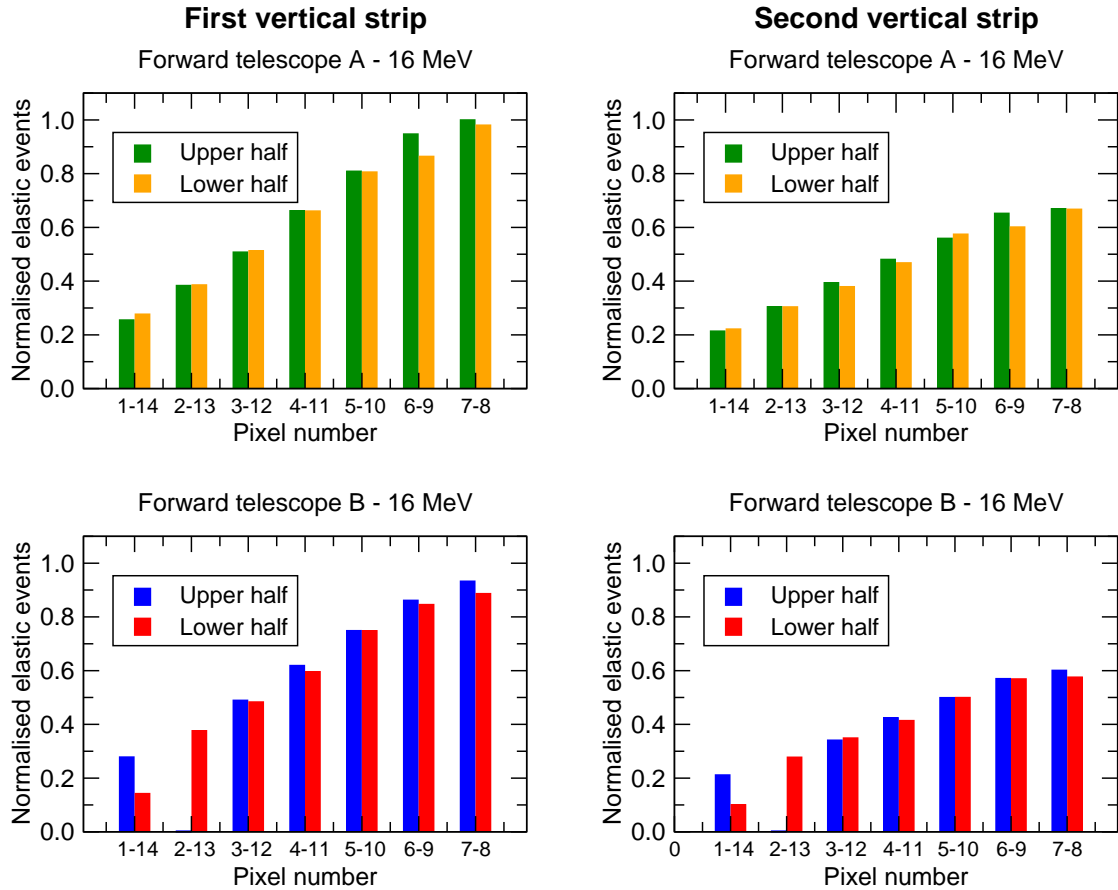 First vertical strip
Forward telescope A - 16 MeV
Normalised elastic events
1.0
0.8
0.6
0.4
0.2
0.0
Upper half
Lower half
1-14 2-13 3-12 4-11 5-10 6-9 7-8
Pixel number
Second vertical strip
Forward telescope A - 16 MeV
Normalised elastic events
1.0
0.8
0.6
0.4
0.2
0.0
Upper half
Lower half
1-14 2-13 3-12 4-11 5-10 6-9 7-8
Pixel number
Forward telescope B - 16 MeV
Normalised elastic events
1.0
0.8
0.6
0.4
0.2
0.0
Upper half
Lower half
1-14 2-13 3-12 4-11 5-10 6-9 7-8
Pixel number
Forward telescope B - 16 MeV
Normalised elastic events
1.0
0.8
0.6
0.4
0.2
0.0
Upper half
Lower half
0 1-14 2-13 3-12 4-11 5-10 6-9 7-8
Pixel number